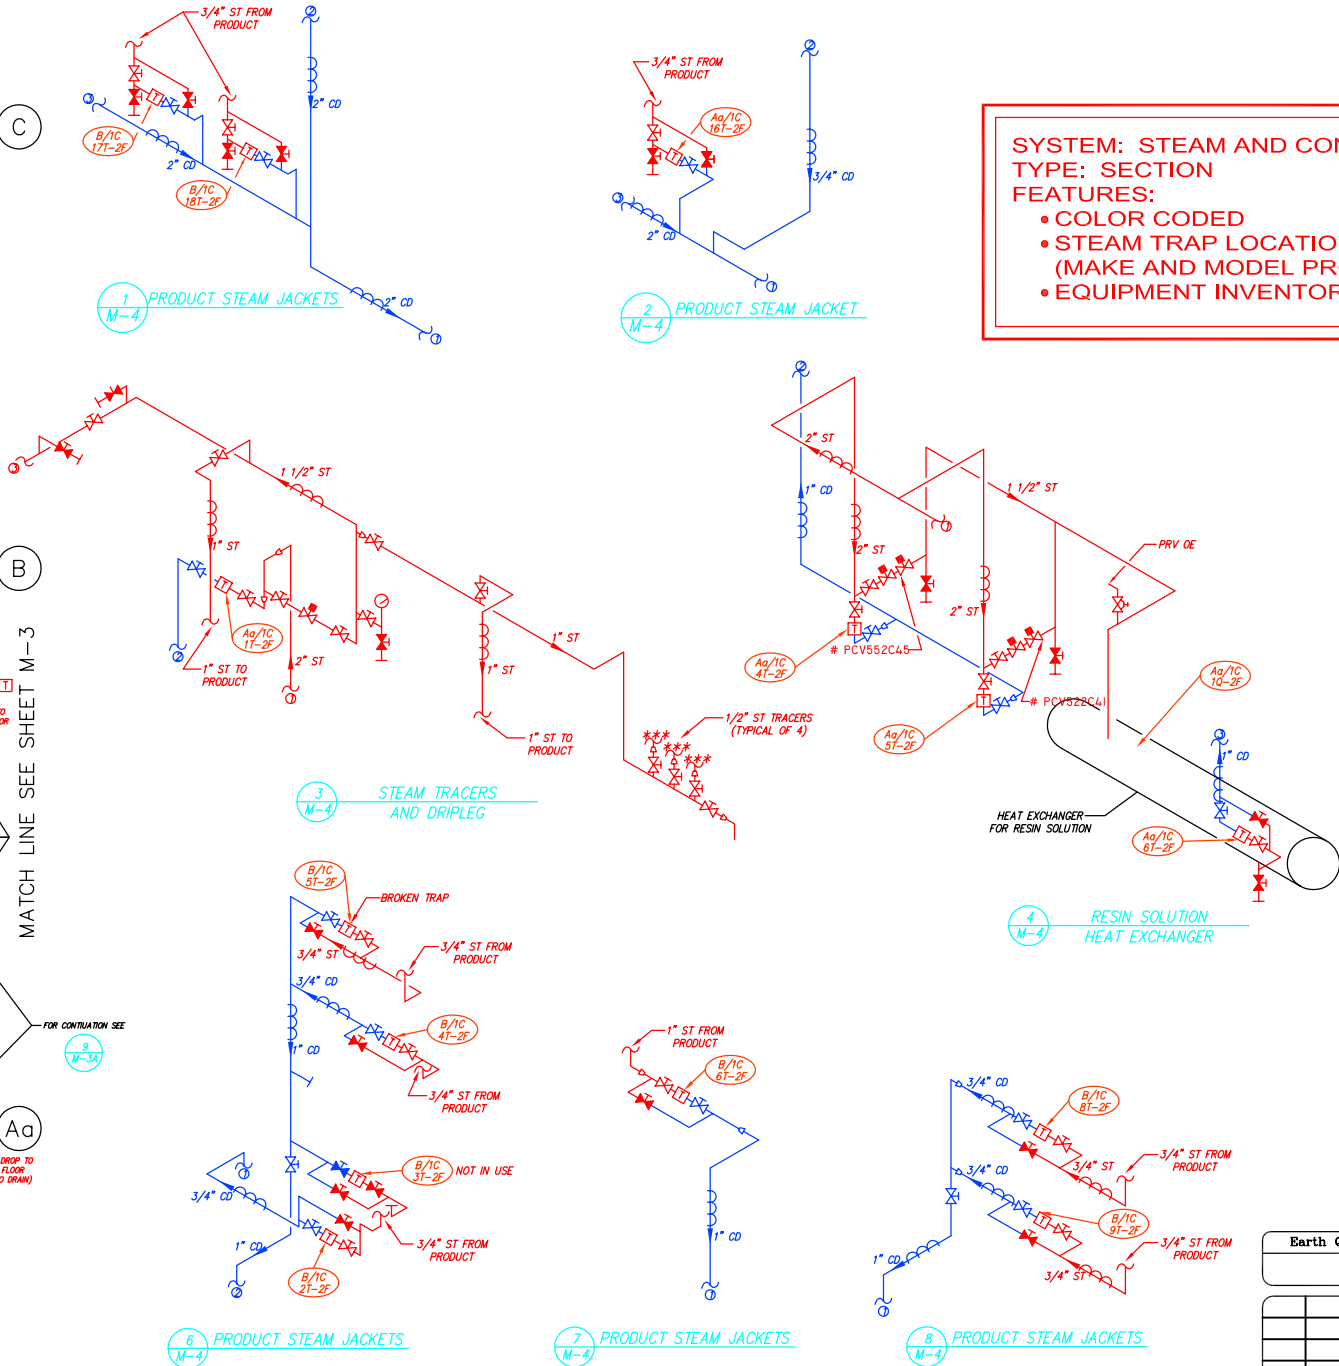 3/4" ST FROM
PRODUCT
2" CD
B/1C
17T-2F
2" CD
B/1C
18T-2F
2" CD
1
M-4
PRODUCT STEAM JACKETS
C
3/4" ST FROM
PRODUCT
Aa/1C
16T-2F
3/4" CD
2" CD
2
M-4
PRODUCT STEAM JACKET
SYSTEM: STEAM AND CON
TYPE: SECTION
FEATURES:
• COLOR CODED
• STEAM TRAP LOCATIO
(MAKE AND MODEL PR
• EQUIPMENT INVENTOR
B
1 1/2" ST
1" ST
Aa/1C
1T-2F
1" ST TO
PRODUCT
2" ST
1" ST
1" ST
1" ST TO
PRODUCT
1/2" ST TRACERS
(TYPICAL OF 4)
***
***
***
3
M-4
STEAM TRACERS
AND DRIPLEG
MATCH LINE SEE SHEET M-3
T
TO
OR
2" ST
1" CD
1 1/2" ST
PRV OE
2" ST
2" ST
# PCV552C45
Aa/1C
4T-2F
# PCV522C41
Aa/1C
5T-2F
Aa/1C
1Q-2F
1" CD
HEAT EXCHANGER
FOR RESIN SOLUTION
Aa/1C
6T-2F
4
M-4
RESIN SOLUTION
HEAT EXCHANGER
FOR CONTIUATION SEE
9
M-3A
Aa
DROP TO
FLOOR
O DRAIN)
B/1C
5T-2F
BROKEN TRAP
3/4" ST
3/4" ST FROM
PRODUCT
3/4" CD
B/1C
4T-2F
1" CD
3/4" ST FROM
PRODUCT
B/1C
3T-2F
NOT IN USE
3/4" CD
3/4" ST FROM
PRODUCT
1" CD
B/1C
2T-2F
6
M-4
PRODUCT STEAM JACKETS
1" ST FROM
PRODUCT
B/1C
6T-2F
1" CD
7
M-4
PRODUCT STEAM JACKETS
3/4" CD
B/1C
8T-2F
3/4" ST
3/4" ST FROM
PRODUCT
3/4" CD
B/1C
9T-2F
3/4" ST
3/4" ST FROM
PRODUCT
1" CD
8
M-4
PRODUCT STEAM JACKETS
Earth